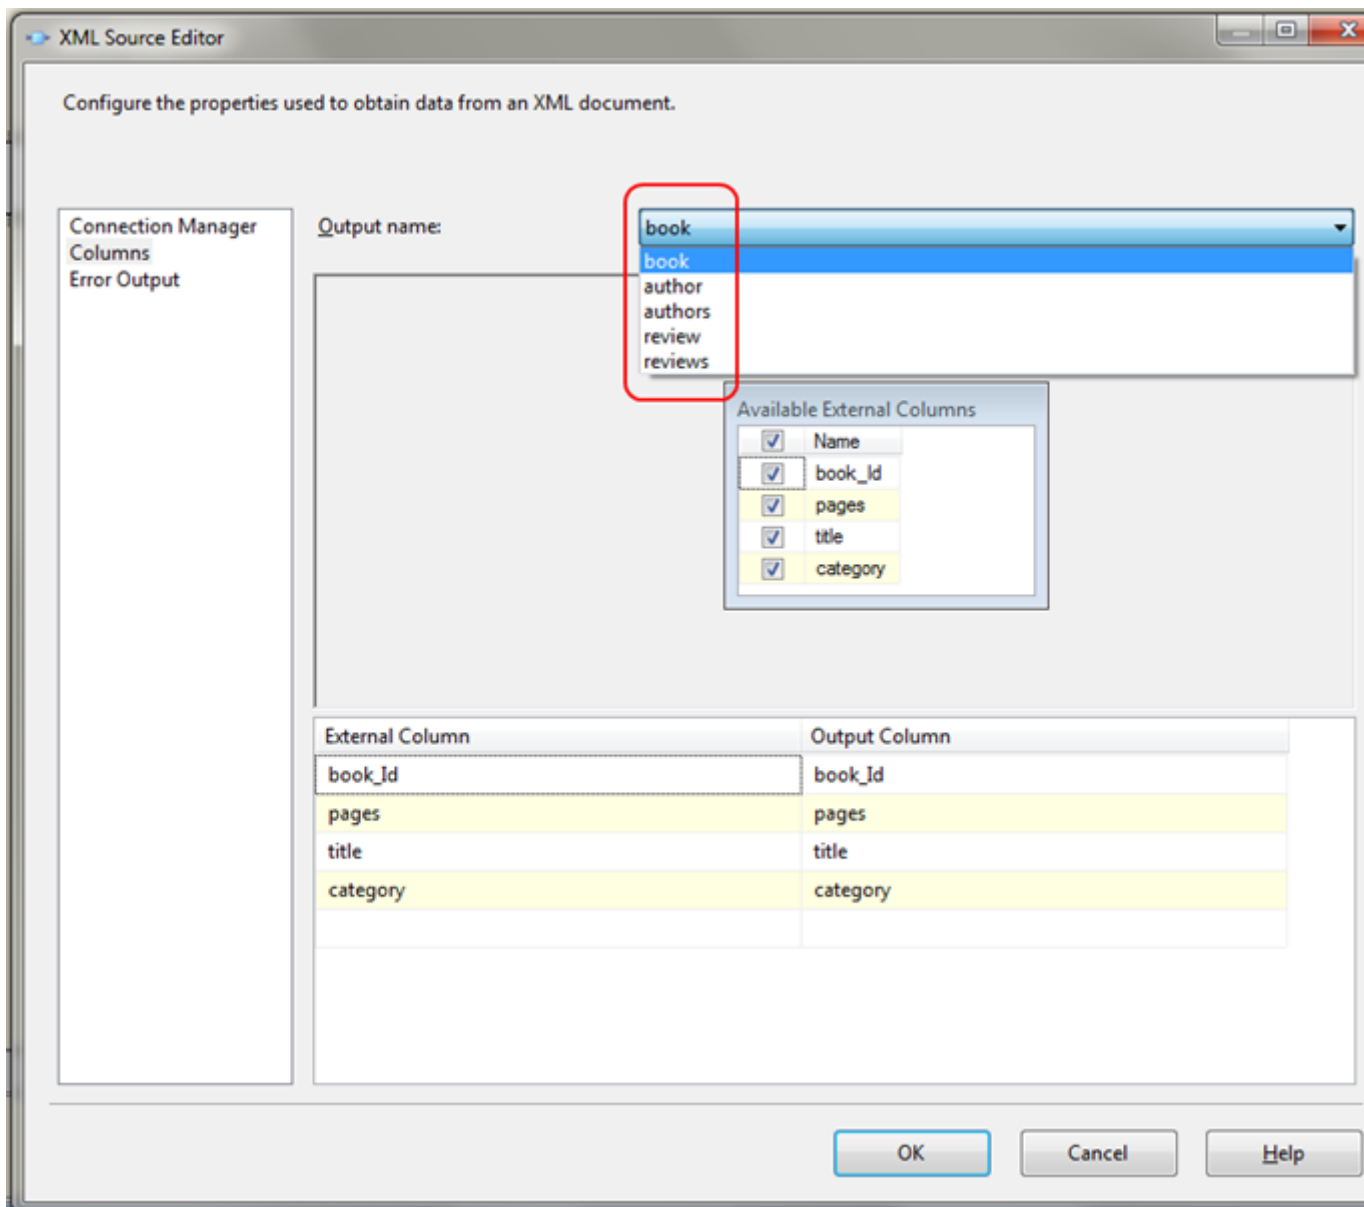 XML Source Editor
Configure the properties used to obtain data from an XML document.
Connection Manager
Columns
Error Output
Output name:
book
book
author
authors
review
reviews
Available External Columns
Name
book_Id
pages
title
category
External Column Output Column
book_Id book_Id
pages pages
title title
category category
OK Cancel Help